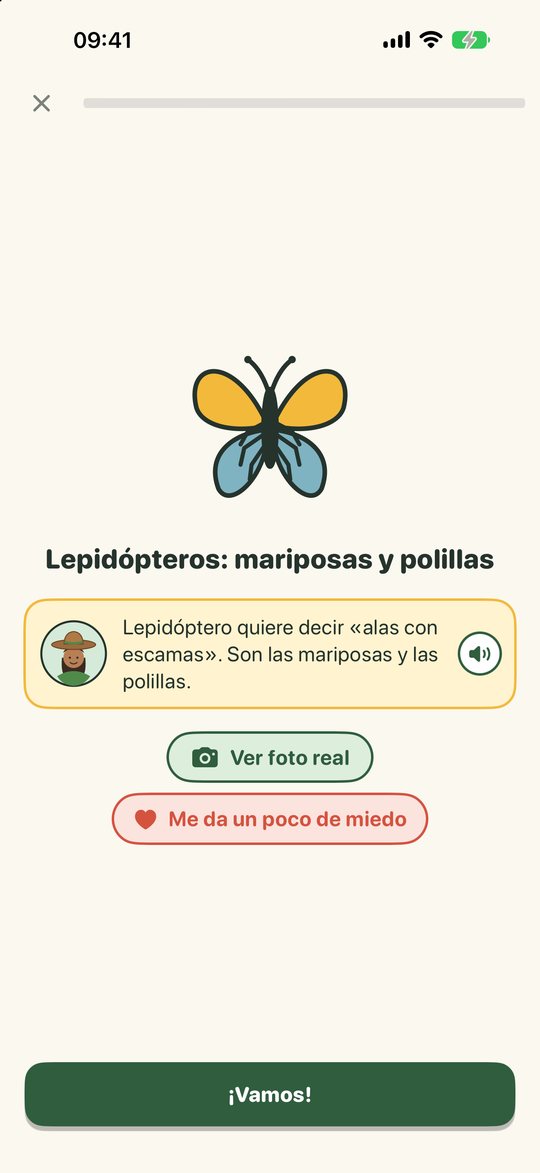 09:41
Lepidópteros: mariposas y polillas
Lepidóptero quiere decir «alas con
escamas». Son las mariposas y las
polillas.
Ver foto real
Me da un poco de miedo
¡Vamos!